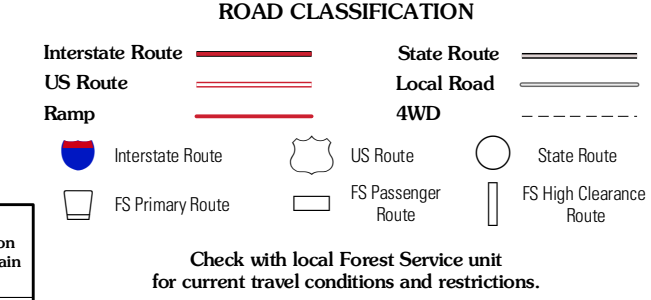 ROAD CLASSIFICATION
Interstate Route
State Route
US Route
Local Road
Ramp
4WD
Interstate Route
US Route
State Route
FS Primary Route
FS Passenger
Route
FS High Clearance
Route
Check with local Forest Service unit
for current travel conditions and restrictions.